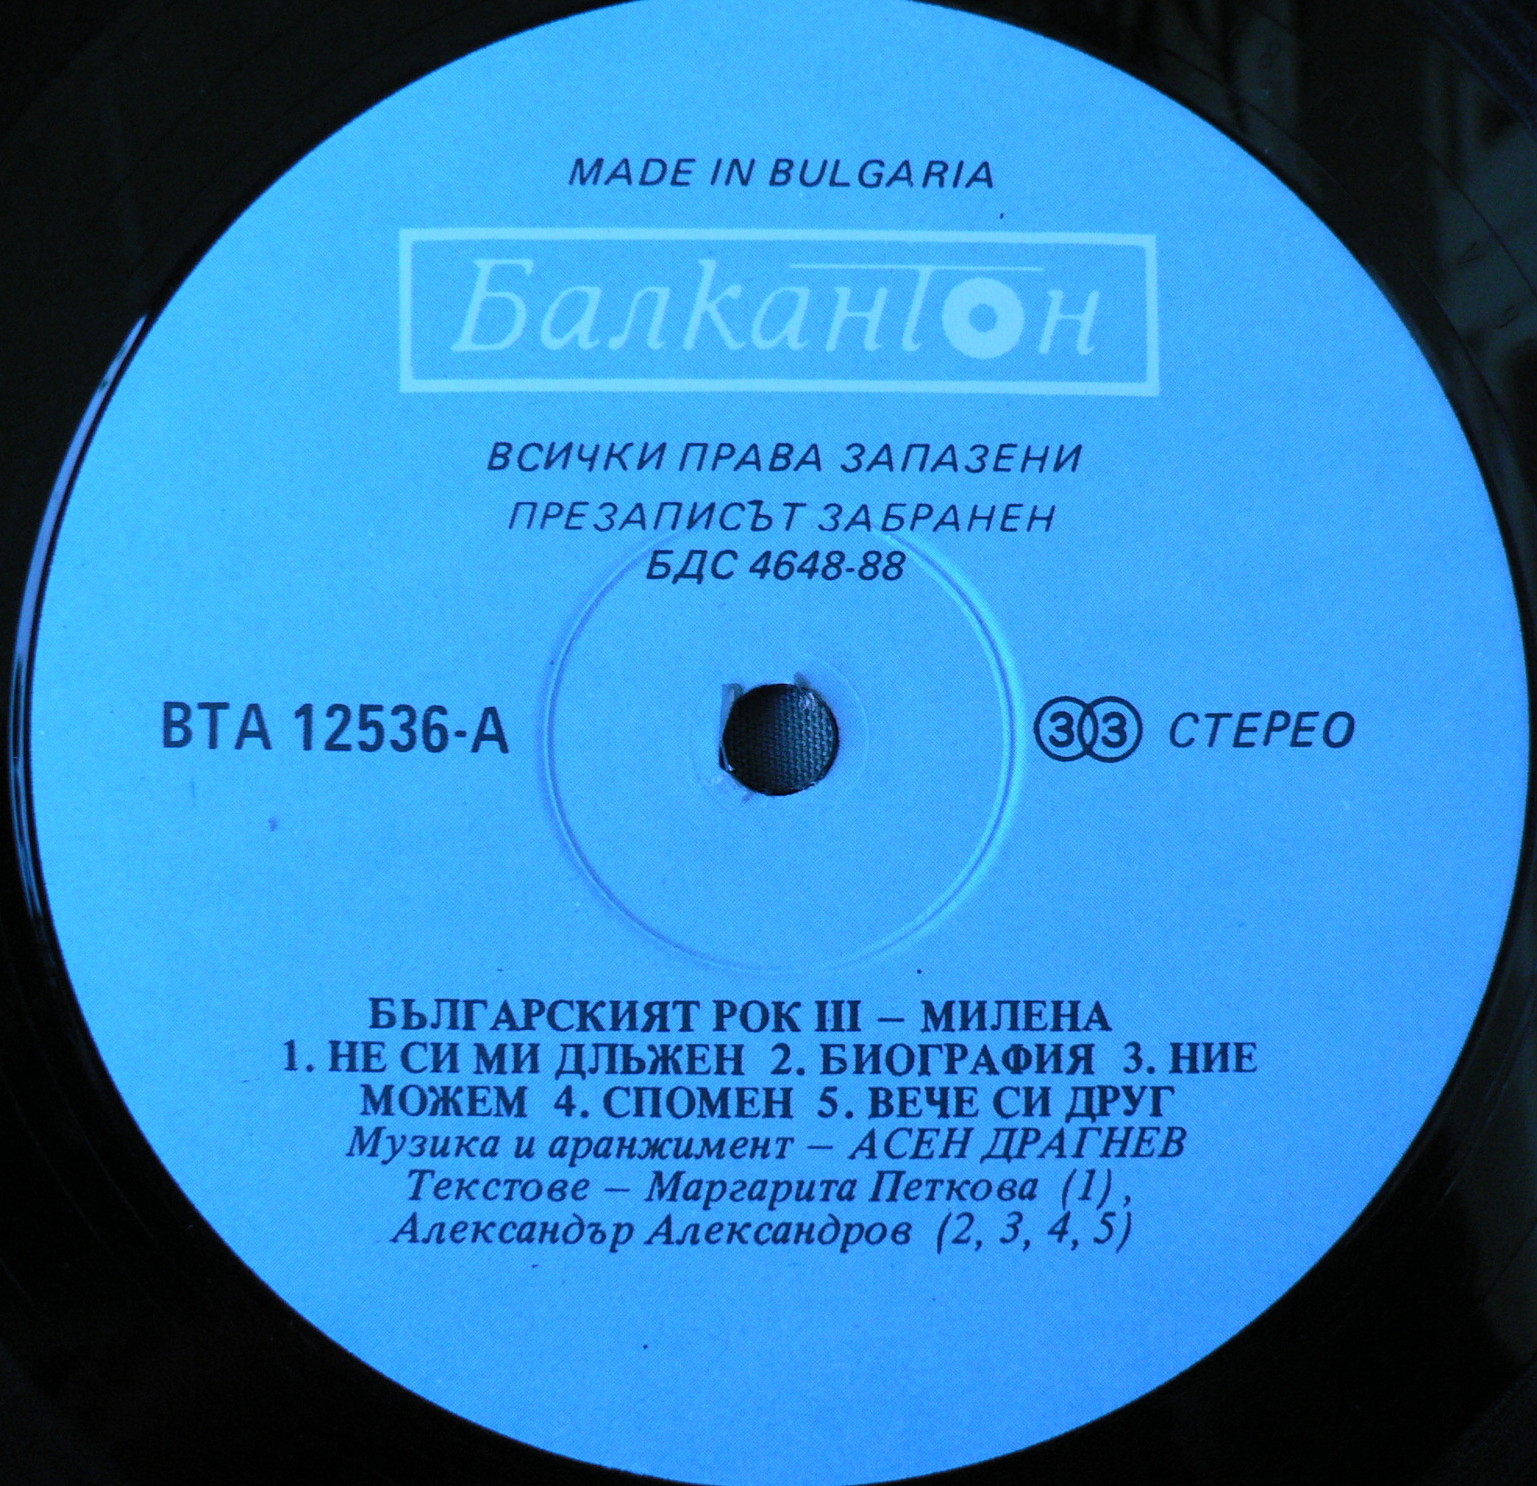 MADE IN BULGARIA
Балкантон
ВСИЧКИ ПРАВА ЗАПАЗЕНИ
ПРЕЗАПИСЪТ ЗАБРАНЕН
БДС 4648-88
ВТА 12536-А
33 СТЕРЕО
БЪЛГАРСКИЯТ РОК III – МИЛЕНА
1. НЕ СИ МИ ДЛЪЖЕН 2. БИОГРАФИЯ 3. НИЕ
МОЖЕМ 4. СПОМЕН 5. ВЕЧЕ СИ ДРУГ
Музика и аранжимент – АСЕН ДРАГНЕВ
Текстове – Маргарита Петкова (1),
Александър Александров (2, 3, 4, 5)